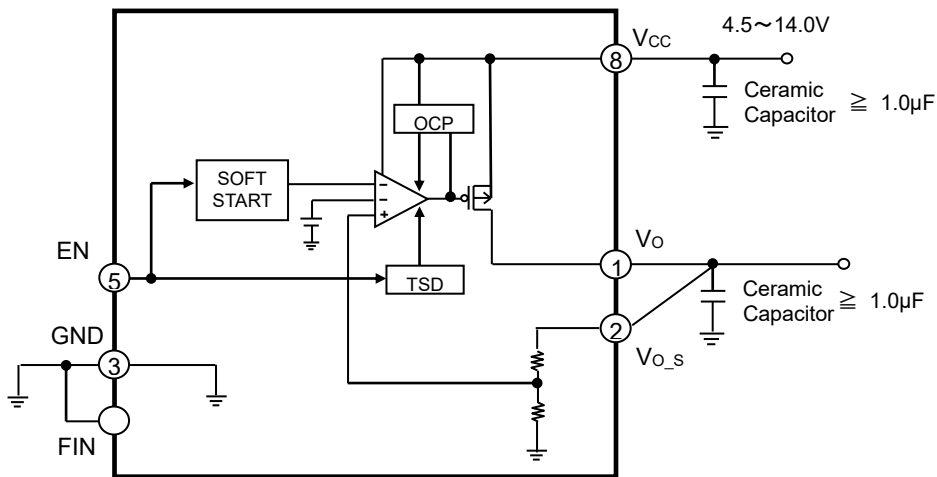 4.5～14.0V
VCC
8
Ceramic
Capacitor ≧ 1.0µF
OCP
SOFT
START
−
−
+
EN
5
TSD
VO
1
Ceramic
Capacitor ≧ 1.0µF
GND
3
2
VO_S
FIN